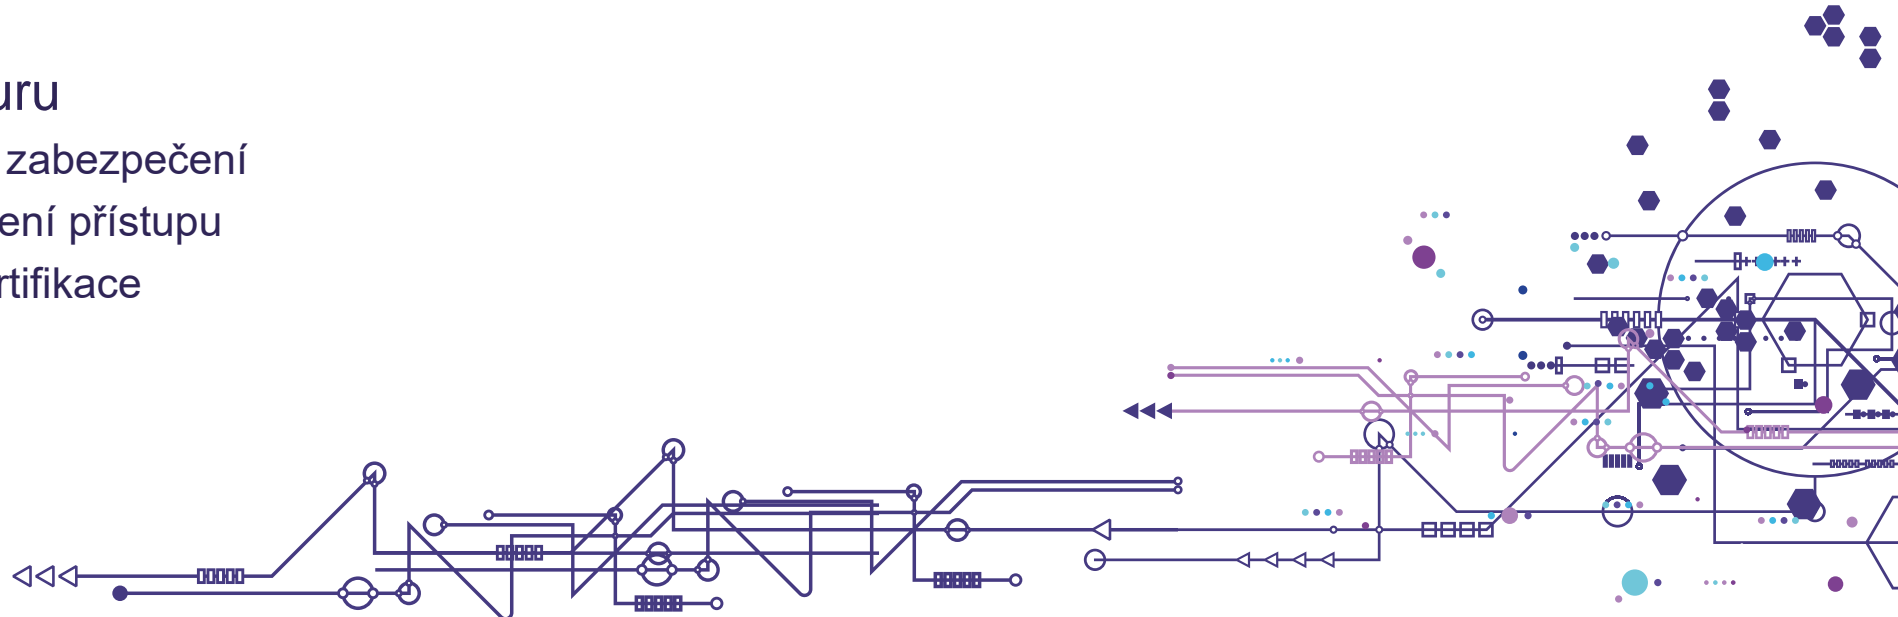 uru
zabezpečení
ení přístupu
rtifikace